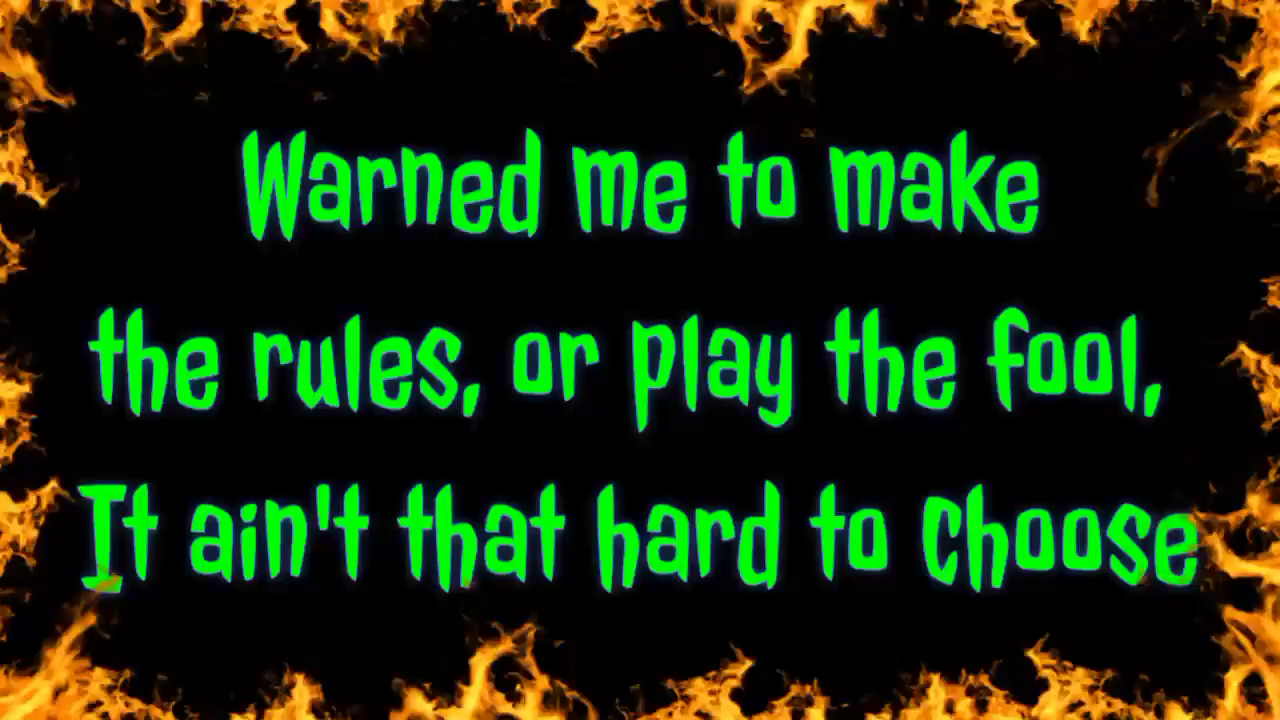 Warned me to make
the rules, or play the fool,
It ain't that hard to choose